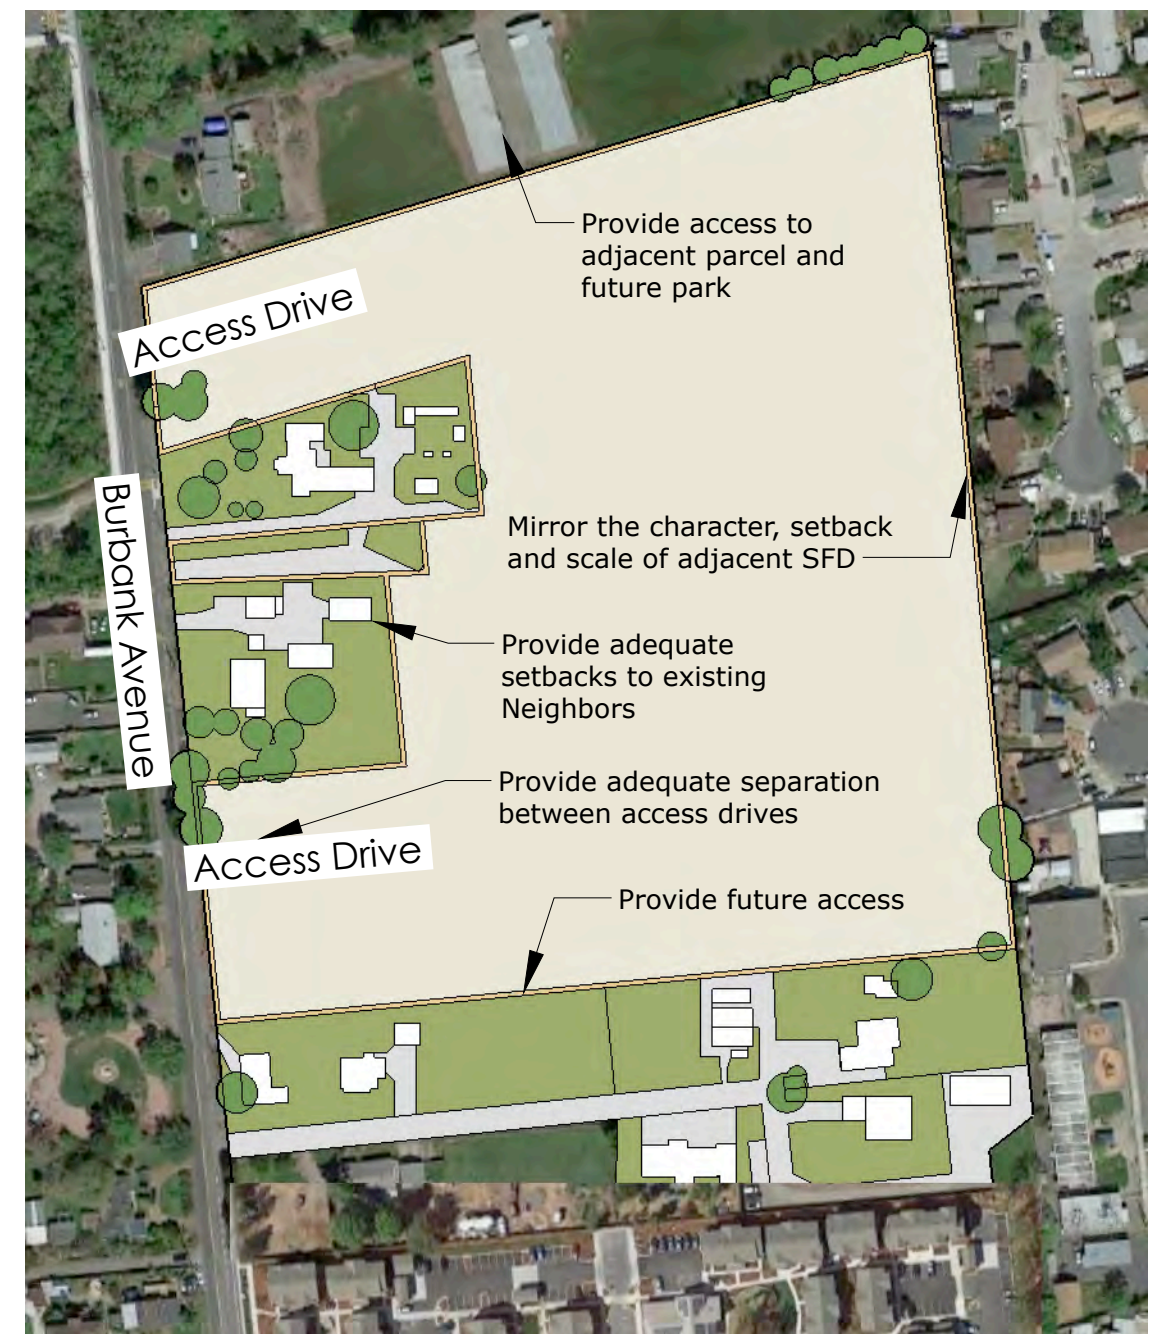 Provide access to
adjacent parcel and
future park
Access Drive
Burbank Avenue
Mirror the character, setback
and scale of adjacent SFD
Provide adequate
setbacks to existing
Neighbors
Provide adequate separation
between access drives
Access Drive
Provide future access